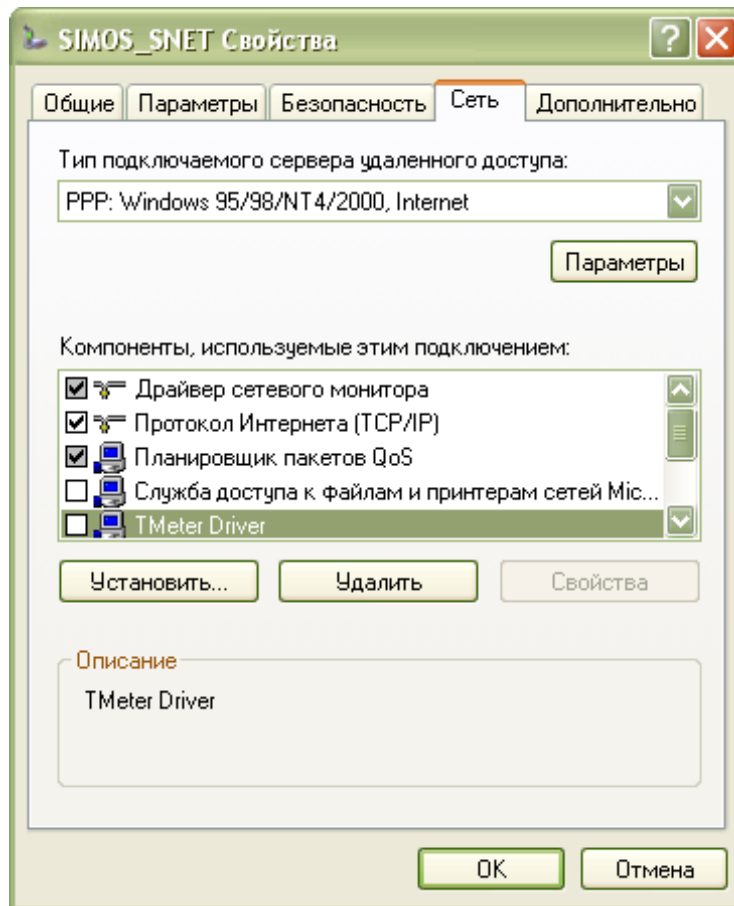 SIMOS_SNET Свойства
Общие Параметры Безопасность Сеть Дополнительно
Тип подключаемого сервера удаленного доступа:
PPP: Windows 95/98/NT4/2000, Internet
Параметры
Компоненты, используемые этим подключением:
Драйвер сетевого монитора
Протокол Интернета (TCP/IP)
Планировщик пакетов QoS
Служба доступа к файлам и принтерам сетей Mic...
TMeter Driver
Установить... Удалить Свойства
Описание
TMeter Driver
OK Отмена